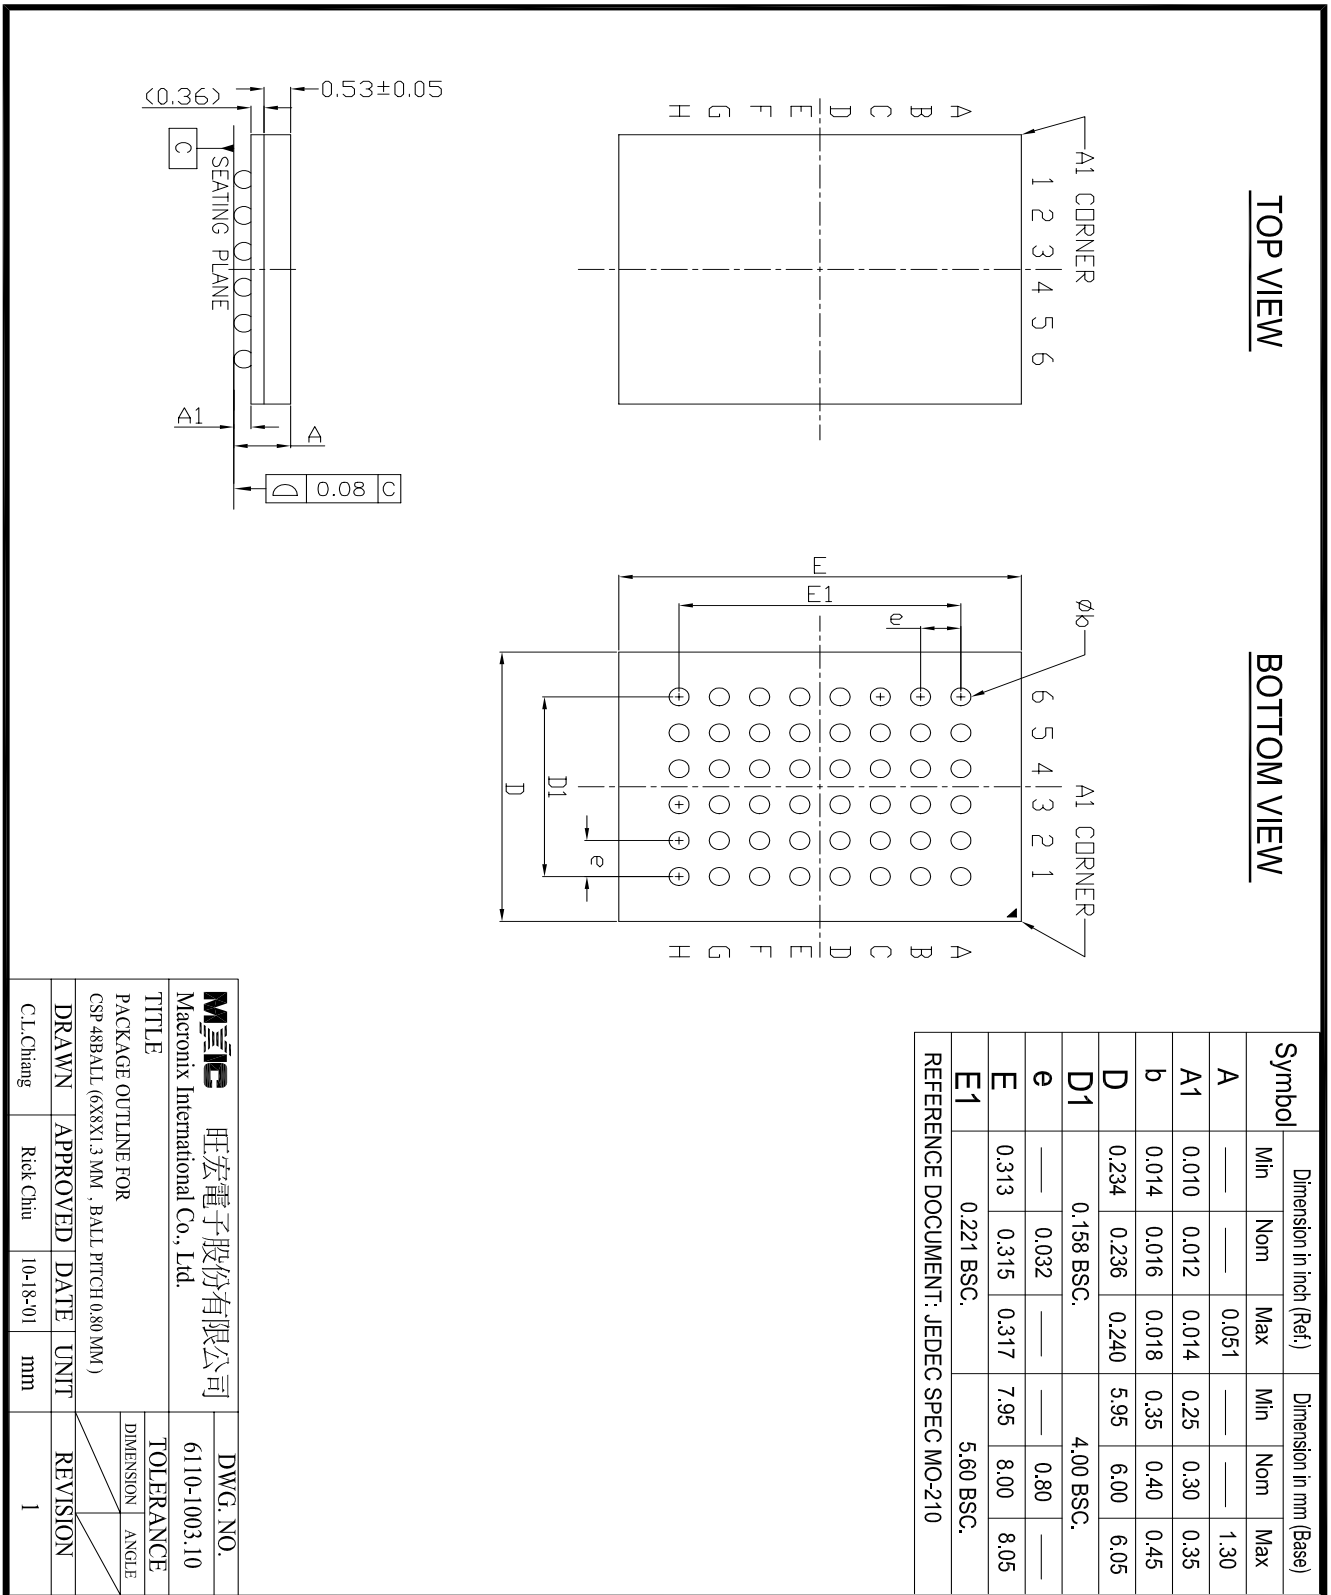 TOP VIEW
BOTTOM VIEW
A1 CORNER
1 2 3 4 5 6
A
B
C
D
E
F
G
H
Øb
6 5 4 3 2 1
A1 CORNER
A
B
C
D
E
F
G
H
e
E1
E
e
D1
D
0.53±0.05
(0.36)
C
SEATING PLANE
A1
A
0.08 C
Symbol Dimension in inch (Ref.) Dimension in mm (Base)
Min Nom Max Min Nom Max
A — — 0.051 — — 1.30
A1 0.010 0.012 0.014 0.25 0.30 0.35
b 0.014 0.016 0.018 0.35 0.40 0.45
D 0.234 0.236 0.240 5.95 6.00 6.05
D1 0.158 BSC. 4.00 BSC.
e — 0.032 — — 0.80 —
E 0.313 0.315 0.317 7.95 8.00 8.05
E1 0.221 BSC. 5.60 BSC.
REFERENCE DOCUMENT: JEDEC SPEC MO-210
MXIC 旺宏電子股份有限公司
Macronix International Co., Ltd.
DWG. NO.
6110-1003.10
TITLE
PACKAGE OUTLINE FOR
CSP 48BALL (6X8X1.3 MM , BALL PITCH 0.80 MM )
TOLERANCE
DIMENSION ANGLE
DRAWN APPROVED DATE UNIT REVISION
C.L.Chiang Rick Chiu 10-18-'01 mm 1